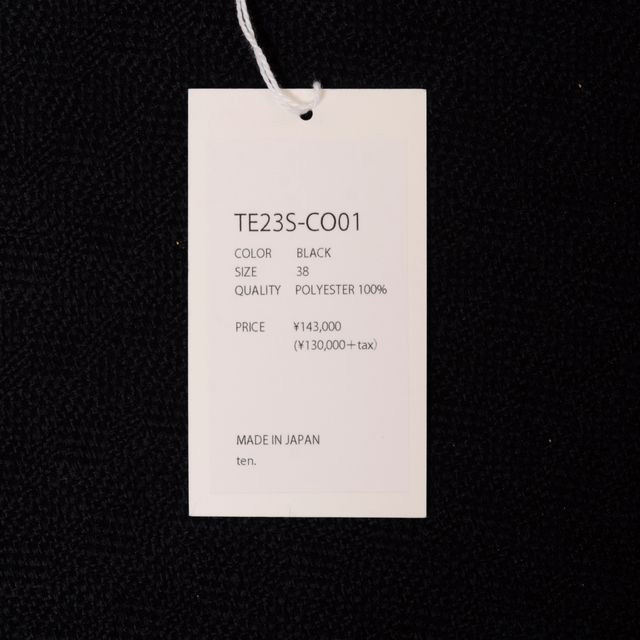 TE23S-CO01
COLOR BLACK
SIZE 38
QUALITY POLYESTER 100%
PRICE ¥143,000
(¥130,000+tax)
MADE IN JAPAN
ten.